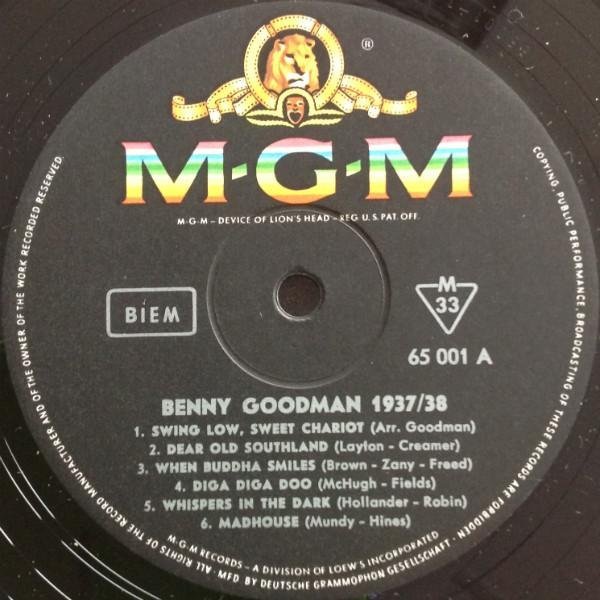 ®
M·G·M
M·G·M – DEVICE OF LION'S HEAD – REG U.S. PAT. OFF.
BIEM
M
33
65 001 A
BENNY GOODMAN 1937/38
1. SWING LOW, SWEET CHARIOT (Arr. Goodman)
2. DEAR OLD SOUTHLAND (Layton - Creamer)
3. WHEN BUDDHA SMILES (Brown - Zany - Freed)
4. DIGA DIGA DOO (McHugh - Fields)
5. WHISPERS IN THE DARK (Hollander - Robin)
6. MADHOUSE (Mundy - Hines)
M·G·M RECORDS – A DIVISION OF LOEW'S INCORPORATED
ALL RIGHTS OF THE RECORD MANUFACTURER AND OF THE OWNER OF THE WORK RECORDED RESERVED.
COPYING, PUBLIC PERFORMANCE, BROADCASTING OF THESE RECORDS ARE FORBIDDEN
· MFD BY DEUTSCHE GRAMMOPHON GESELLSCHAFT ·